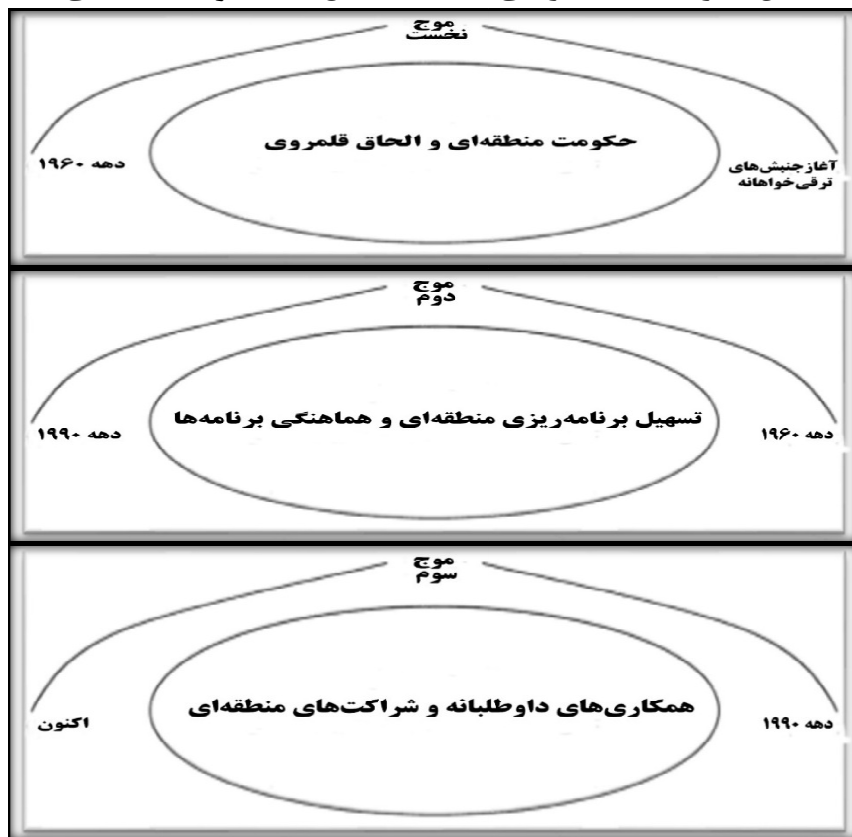 موج
نخست
حکومت منطقه‌ای و الحاق قلمروی
آغاز جنبش‌های
ترقی‌خواهانه
دهه ۱۹۶۰
موج
دوم
تسهیل برنامه‌ریزی منطقه‌ای و هماهنگی برنامه‌ها
دهه ۱۹۶۰
دهه ۱۹۹۰
موج
سوم
همکاری‌های داوطلبانه و شراکت‌های منطقه‌ای
دهه ۱۹۹۰
اکنون